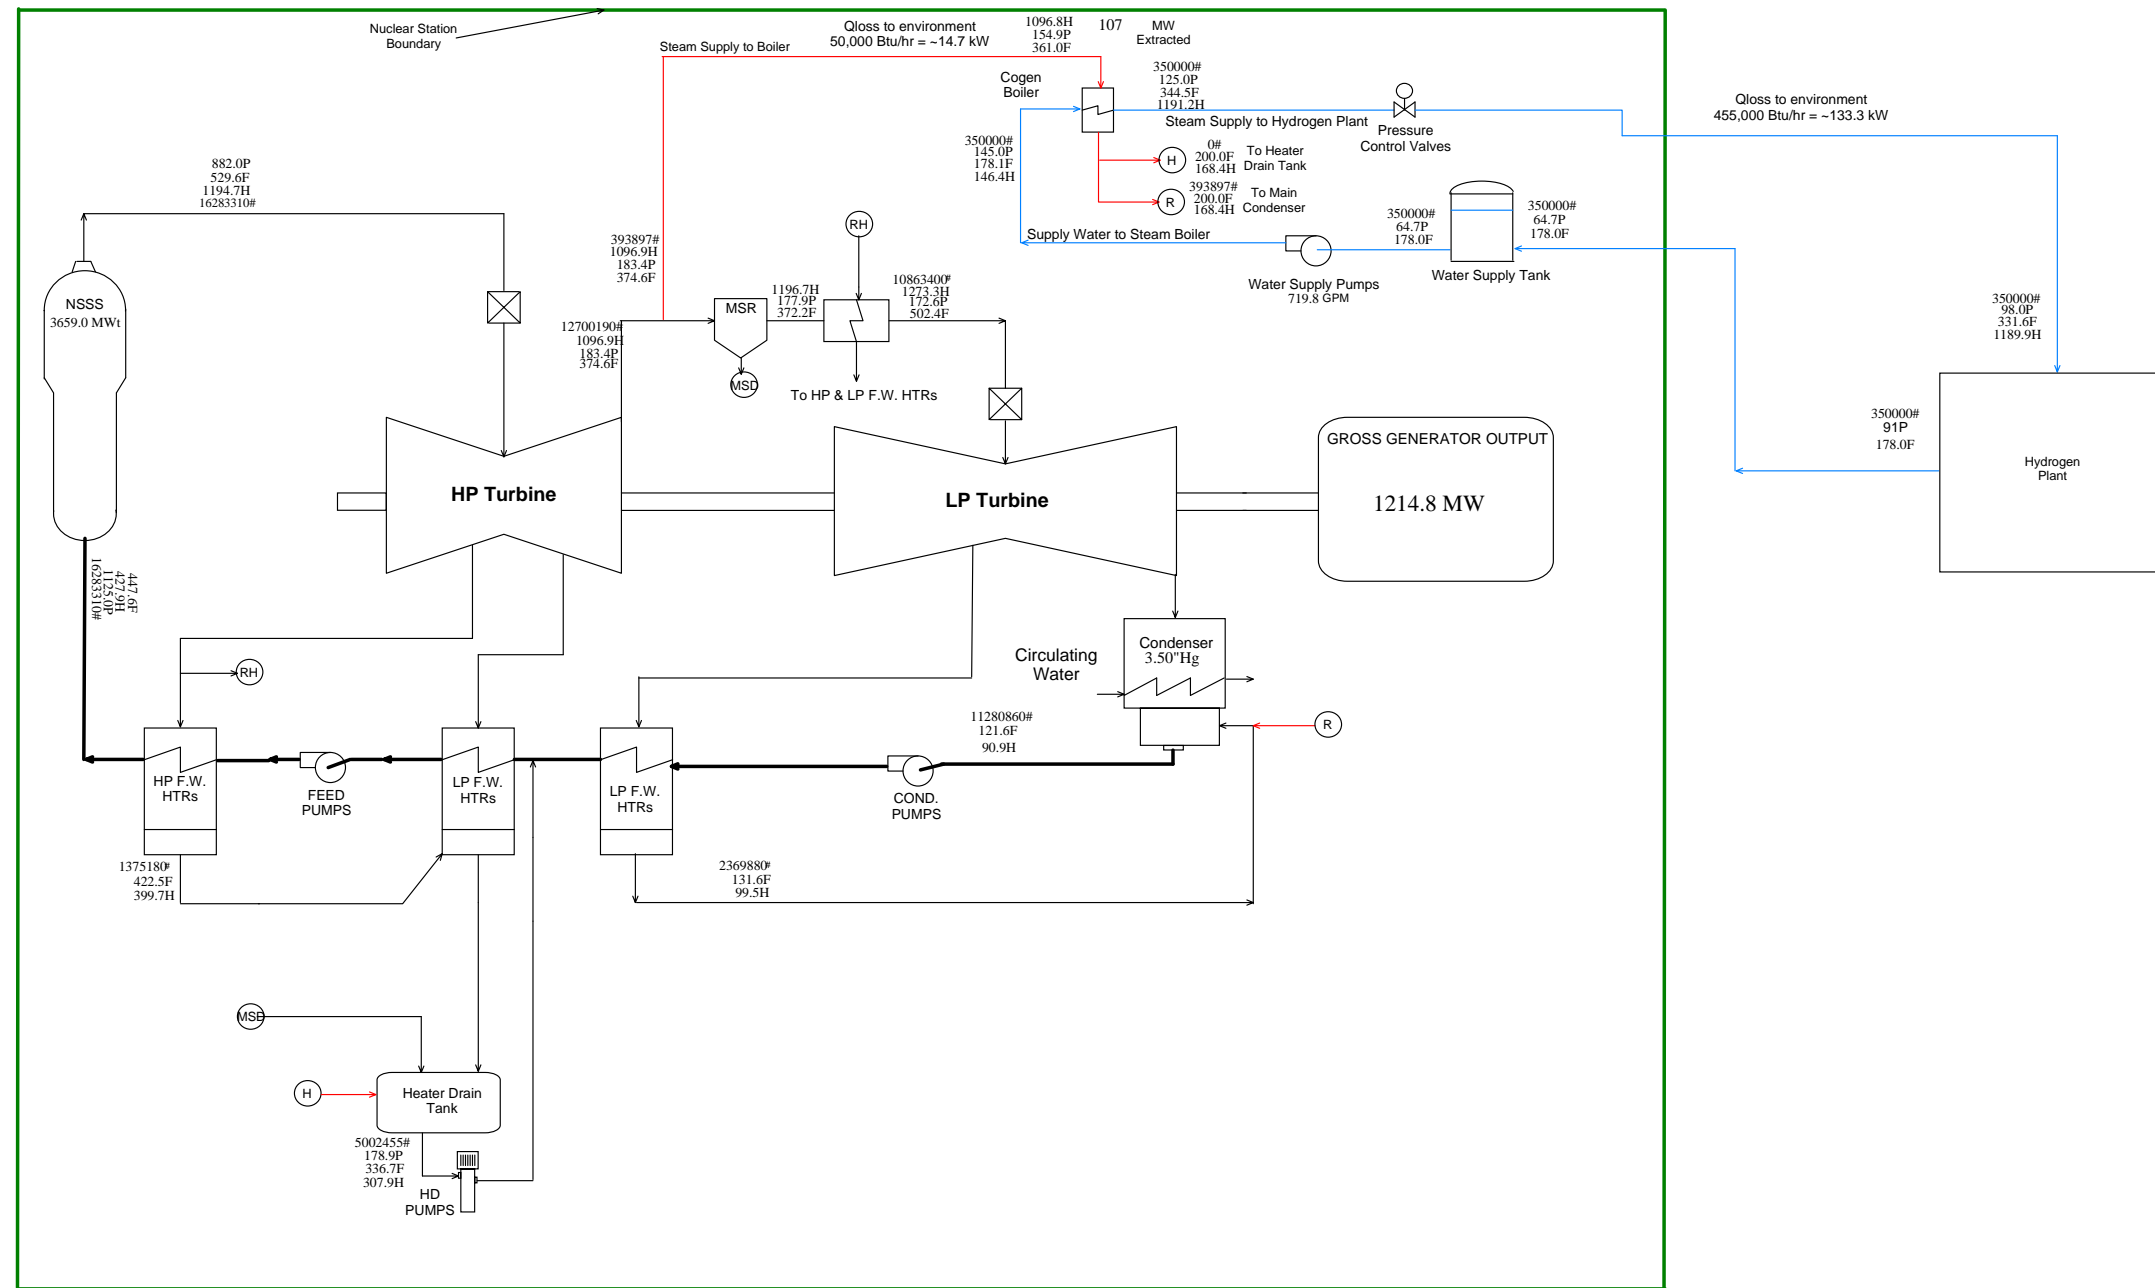 Nuclear Station
Boundary
Steam Supply to Boiler
Qloss to environment
50,000 Btu/hr = ~14.7 kW
1096.8H
154.9P
361.0F
107 MW
Extracted
Cogen
Boiler
350000#
125.0P
344.5F
1191.2H
Steam Supply to Hydrogen Plant
Pressure
Control Valves
Qloss to environment
455,000 Btu/hr = ~133.3 kW
350000#
145.0P
178.1F
146.4H
H
0#
200.0F
168.4H
To Heater
Drain Tank
R
393897#
200.0F
168.4H
To Main
Condenser
Supply Water to Steam Boiler
Water Supply Pumps
719.8 GPM
350000#
64.7P
178.0F
Water Supply Tank
350000#
64.7P
178.0F
882.0P
529.6F
1194.7H
16283310#
NSSS
3659.0 MWt
393897#
1096.9H
183.4P
374.6F
12700190#
1096.9H
183.4P
374.6F
MSR
MSD
1196.7H
177.9P
372.2F
RH
10863400#
1273.3H
172.6P
502.4F
To HP & LP F.W. HTRs
350000#
98.0P
331.6F
1189.9H
350000#
91P
178.0F
Hydrogen
Plant
HP Turbine
LP Turbine
GROSS GENERATOR OUTPUT
1214.8 MW
447.6F
427.9H
1125.0P
16283310#
RH
Condenser
3.50"Hg
Circulating
Water
R
11280860#
121.6F
90.9H
HP F.W.
HTRs
FEED
PUMPS
LP F.W.
HTRs
LP F.W.
HTRs
COND.
PUMPS
1375180#
422.5F
399.7H
2369880#
131.6F
99.5H
MSD
H
Heater Drain
Tank
5002455#
178.9P
336.7F
307.9H
HD
PUMPS